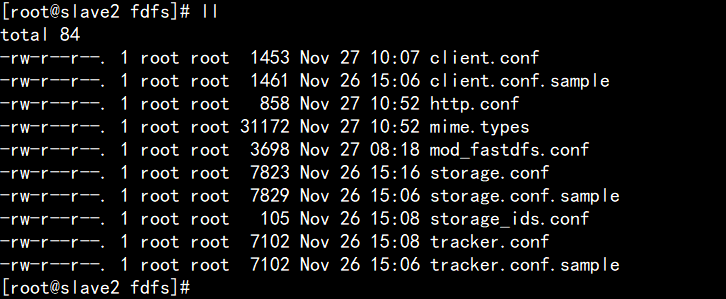 [root@slave2 fdfs]# ll
total 84
-rw-r--r--. 1 root root  1453 Nov 27 10:07 client.conf
-rw-r--r--. 1 root root  1461 Nov 26 15:06 client.conf.sample
-rw-r--r--. 1 root root   858 Nov 27 10:52 http.conf
-rw-r--r--. 1 root root 31172 Nov 27 10:52 mime.types
-rw-r--r--. 1 root root  3698 Nov 27 08:18 mod_fastdfs.conf
-rw-r--r--. 1 root root  7823 Nov 26 15:16 storage.conf
-rw-r--r--. 1 root root  7829 Nov 26 15:06 storage.conf.sample
-rw-r--r--. 1 root root   105 Nov 26 15:08 storage_ids.conf
-rw-r--r--. 1 root root  7102 Nov 26 15:08 tracker.conf
-rw-r--r--. 1 root root  7102 Nov 26 15:06 tracker.conf.sample
[root@slave2 fdfs]#